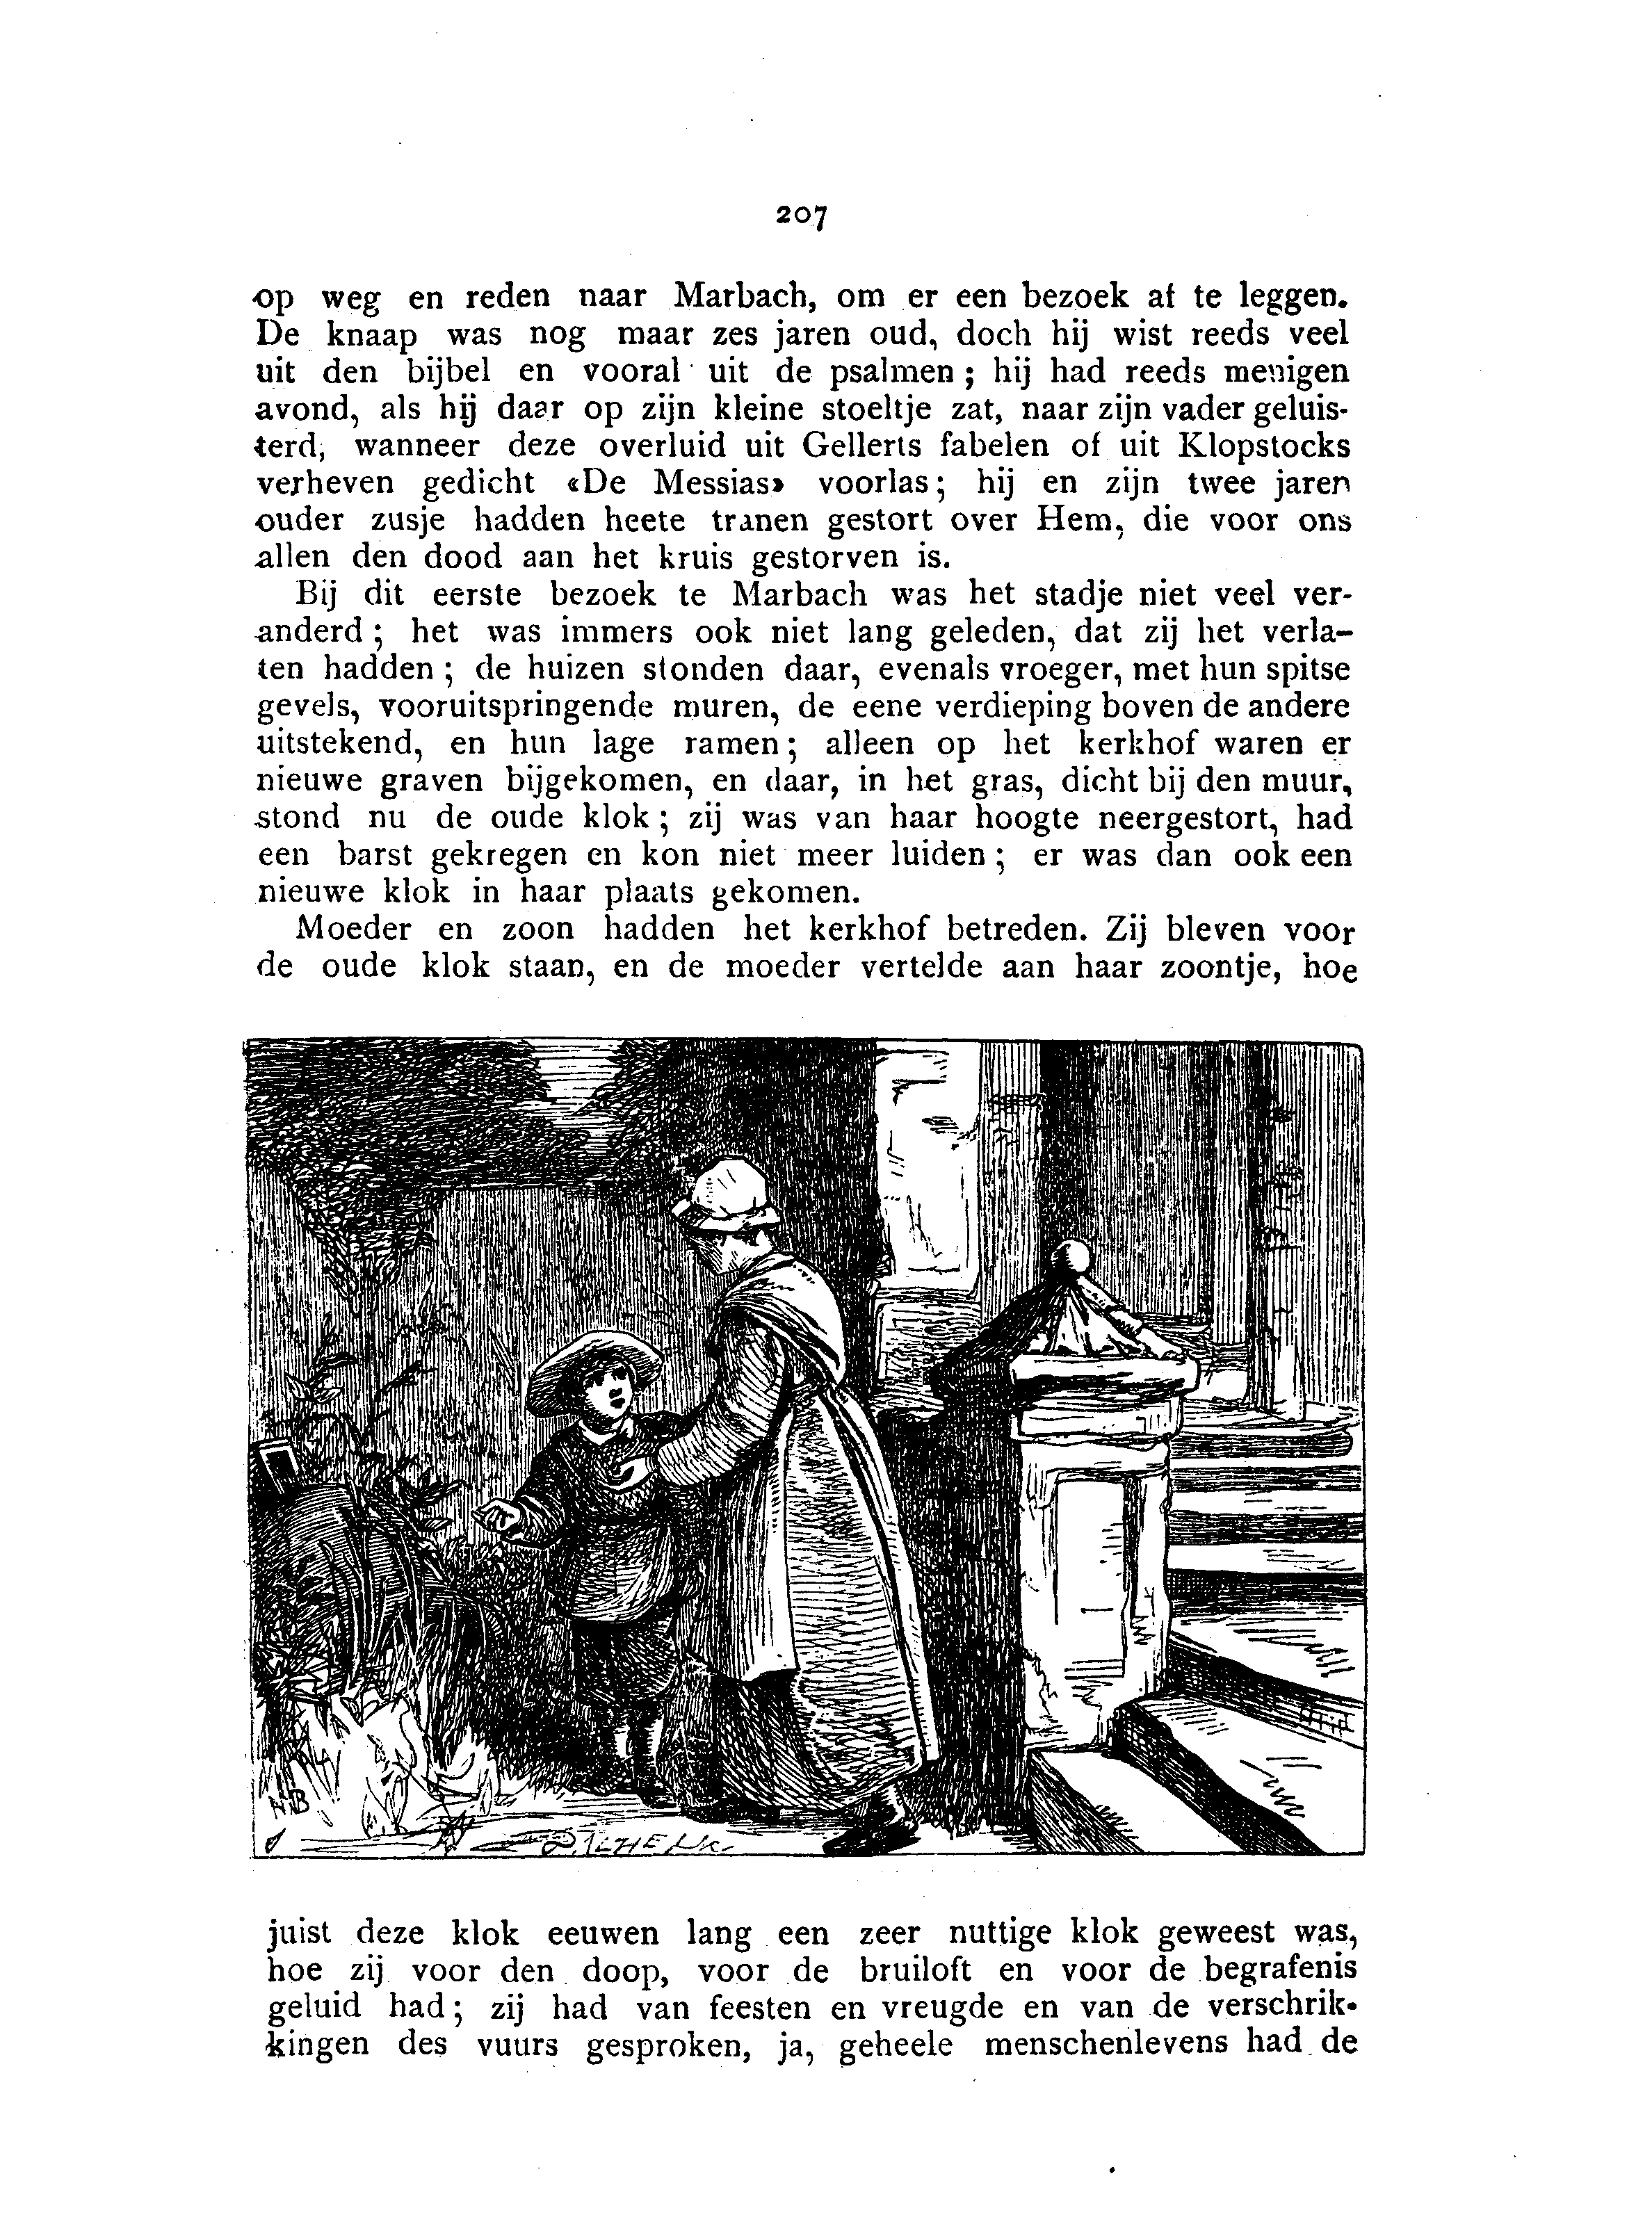 207
op weg en reden naar Marbach, om er een bezoek af te leggen.
De knaap was nog maar zes jaren oud, doch hij wist reeds veel
uit den bijbel en vooral uit de psalmen; hij had reeds menigen
avond, als hij daar op zijn kleine stoeltje zat, naar zijn vader geluis-
terd, wanneer deze overluid uit Gellerts fabelen of uit Klopstocks
verheven gedicht «De Messias» voorlas; hij en zijn twee jaren
ouder zusje hadden heete tranen gestort over Hem, die voor ons
allen den dood aan het kruis gestorven is.
Bij dit eerste bezoek te Marbach was het stadje niet veel ver-
anderd; het was immers ook niet lang geleden, dat zij het verla-
ten hadden; de huizen stonden daar, evenals vroeger, met hun spitse
gevels, vooruitspringende muren, de eene verdieping boven de andere
uitstekend, en hun lage ramen; alleen op het kerkhof waren er
nieuwe graven bijgekomen, en daar, in het gras, dicht bij den muur,
stond nu de oude klok; zij was van haar hoogte neergestort, had
een barst gekregen en kon niet meer luiden; er was dan ook een
nieuwe klok in haar plaats gekomen.
Moeder en zoon hadden het kerkhof betreden. Zij bleven voor
de oude klok staan, en de moeder vertelde aan haar zoontje, hoe
juist deze klok eeuwen lang een zeer nuttige klok geweest was,
hoe zij voor den doop, voor de bruiloft en voor de begrafenis
geluid had; zij had van feesten en vreugde en van de verschrik-
kingen des vuurs gesproken, ja, geheele menschenlevens had de